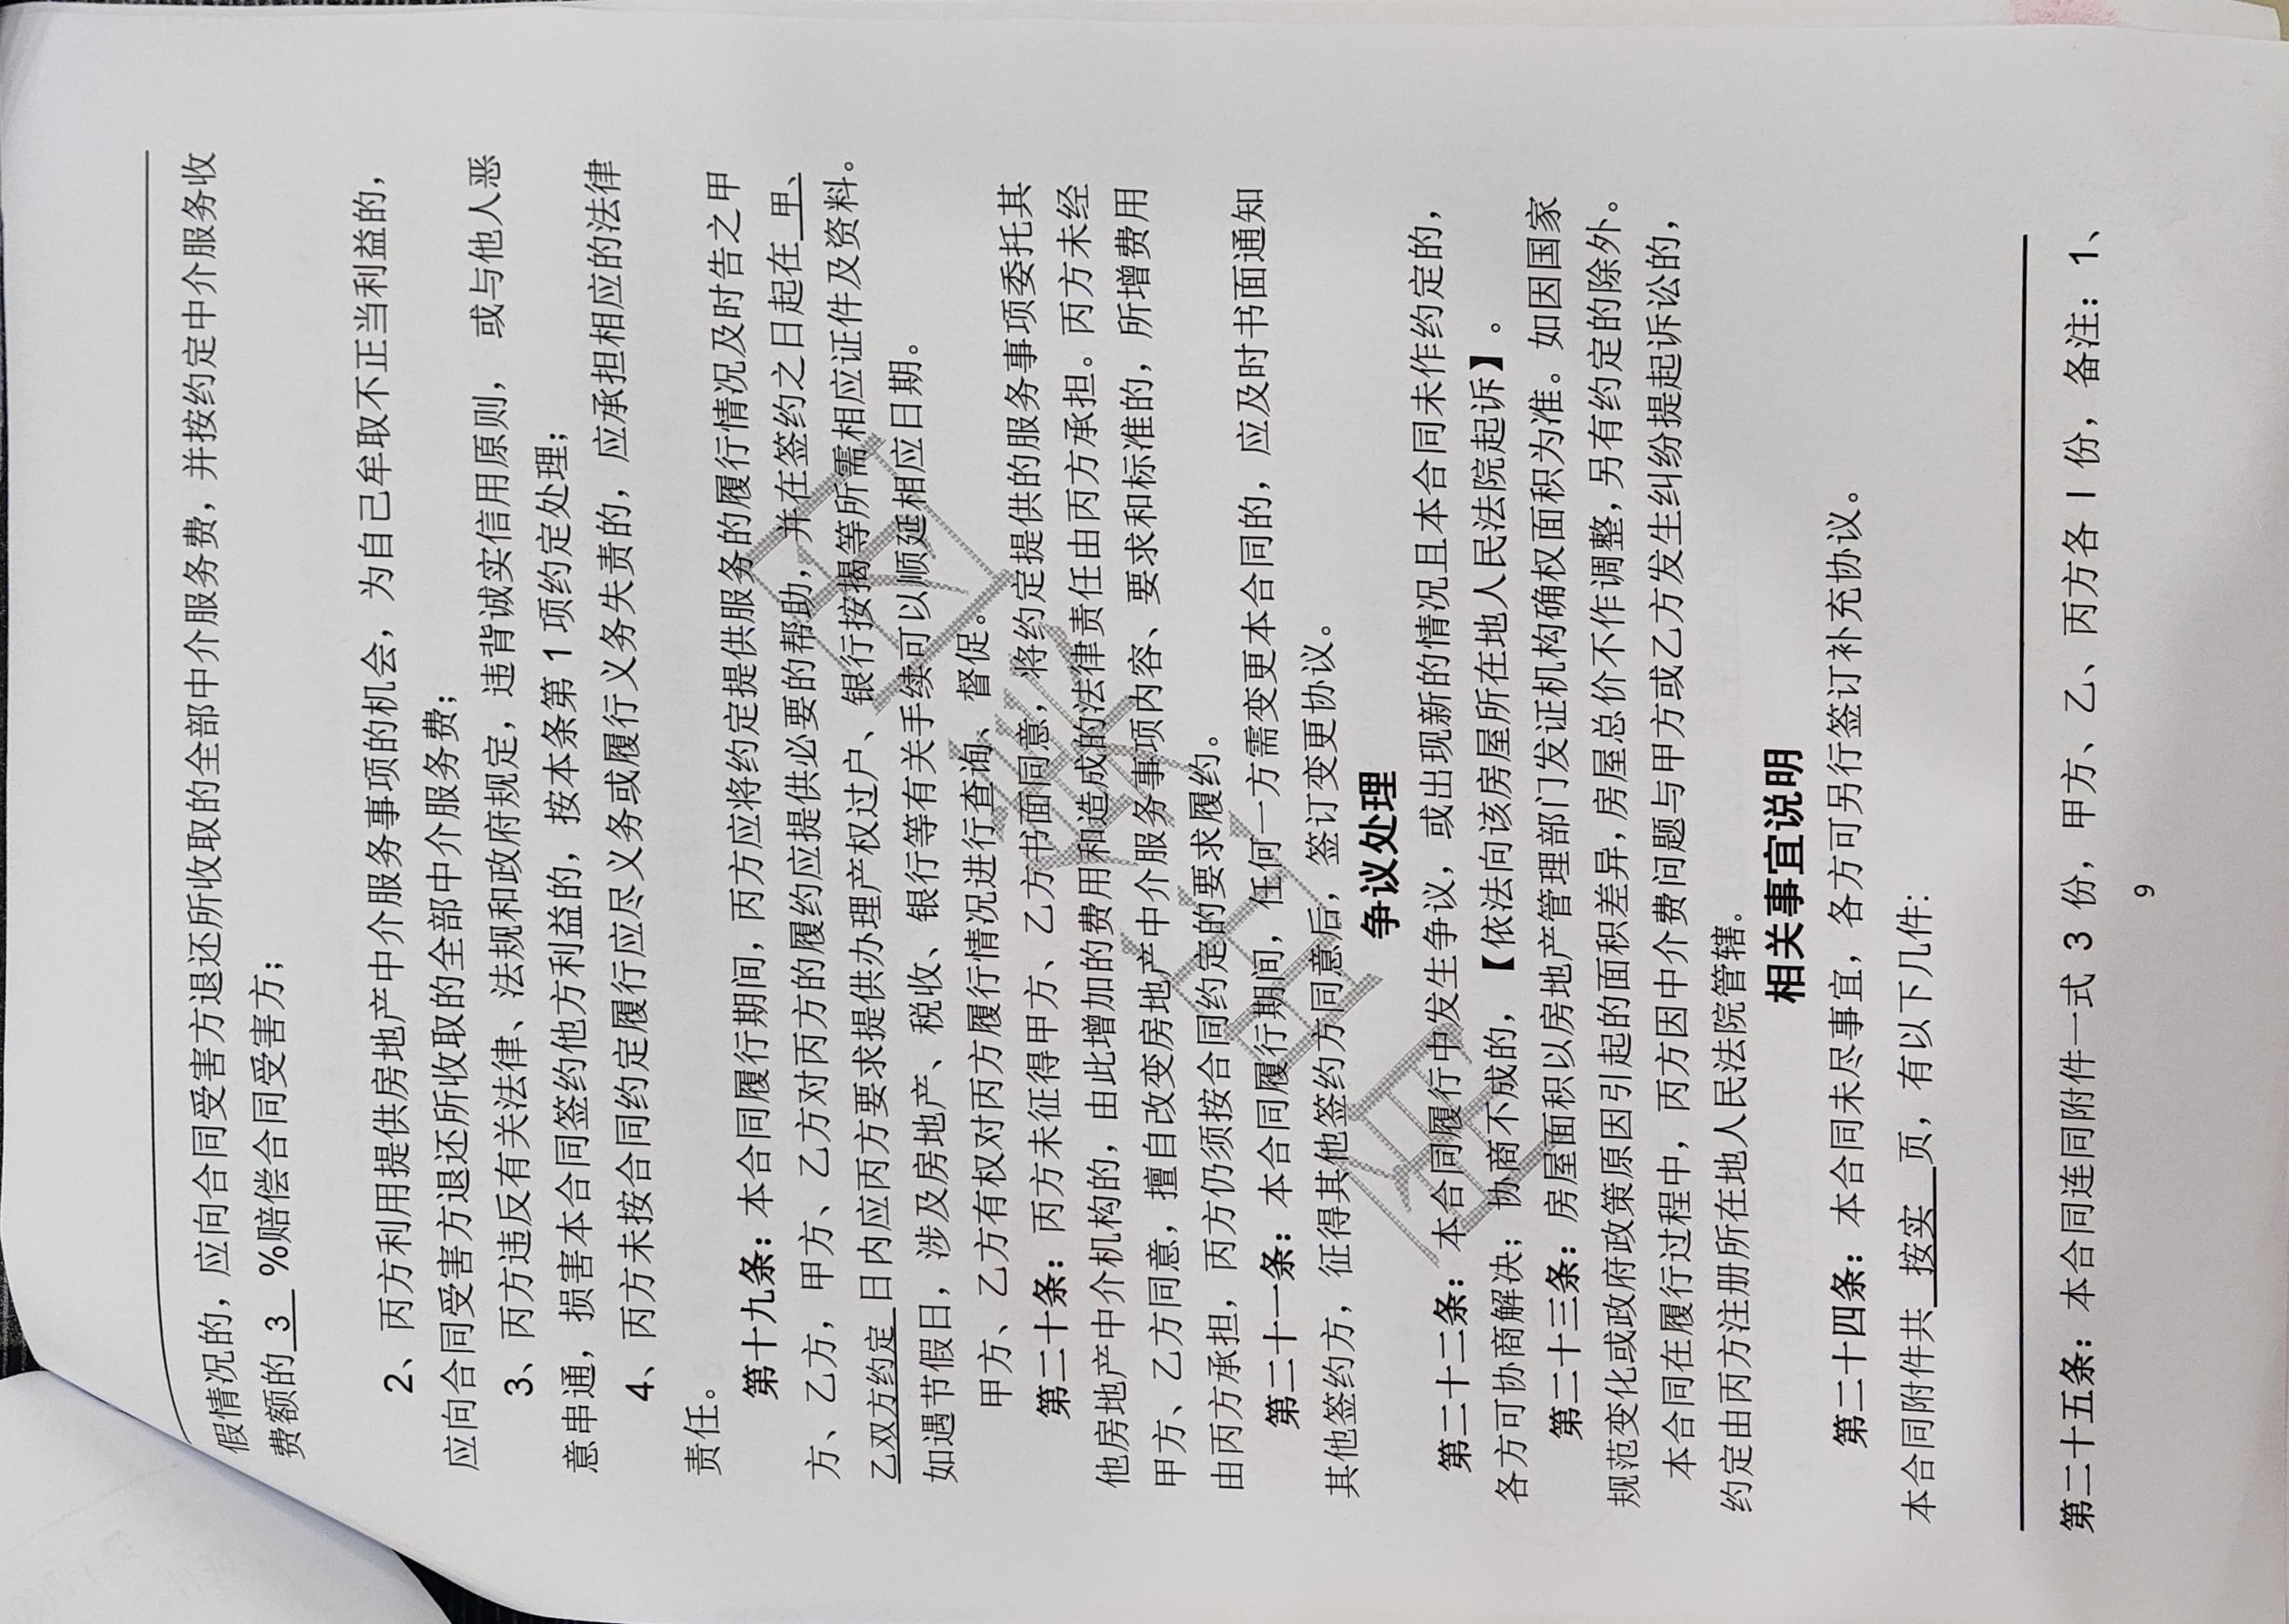 假情况的，应向合同受害方退还所收取的全部中介服务费，并按约定中介服务收
费额的 3 %赔偿合同受害方；
2、丙方利用提供房地产中介服务事项的机会，为自己牟取不正当利益的，
应向合同受害方退还所收取的全部中介服务费；
3、丙方违反有关法律、法规和政府规定，违背诚实信用原则， 或与他人恶
意串通，损害本合同签约他方利益的，按本条第 1 项约定处理；
4、丙方未按合同约定履行应尽义务或履行义务失责的，应承担相应的法律
责任。
第十九条：本合同履行期间，丙方应将约定提供服务的履行情况及时告之甲
方、乙方，甲方、乙方对丙方的履约应提供必要的帮助，并在签约之日起在 甲、
乙双方约定 日内应丙方要求提供办理产权过户、银行按揭等所需相应证件及资料。
如遇节假日，涉及房地产、税收、银行等有关手续可以顺延相应日期。
甲方、乙方有权对丙方履行情况进行查询、督促。
第二十条：丙方未征得甲方、乙方书面同意，将约定提供的服务事项委托其
他房地产中介机构的，由此增加的费用和造成的法律责任由丙方承担。丙方未经
甲方、乙方同意，擅自改变房地产中介服务事项内容、要求和标准的，所增费用
由丙方承担，丙方仍须按合同约定的要求履约。
第二十一条：本合同履行期间，任何一方需变更本合同的，应及时书面通知
其他签约方，征得其他签约方同意后，签订变更协议。
争议处理
第二十二条：本合同履行中发生争议，或出现新的情况且本合同未作约定的，
各方可协商解决；协商不成的，【依法向该房屋所在地人民法院起诉】。
第二十三条：房屋面积以房地产管理部门发证机构确权面积为准。如因国家
规范变化或政府政策原因引起的面积差异，房屋总价不作调整，另有约定的除外。
本合同在履行过程中，丙方因中介费问题与甲方或乙方发生纠纷提起诉讼的，
约定由丙方注册所在地人民法院管辖。
相关事宜说明
第二十四条：本合同未尽事宜，各方可另行签订补充协议。
本合同附件共 按实 页，有以下几件：
第二十五条：本合同连同附件一式 3 份，甲方、乙、丙方各 1 份，备注：1、
9